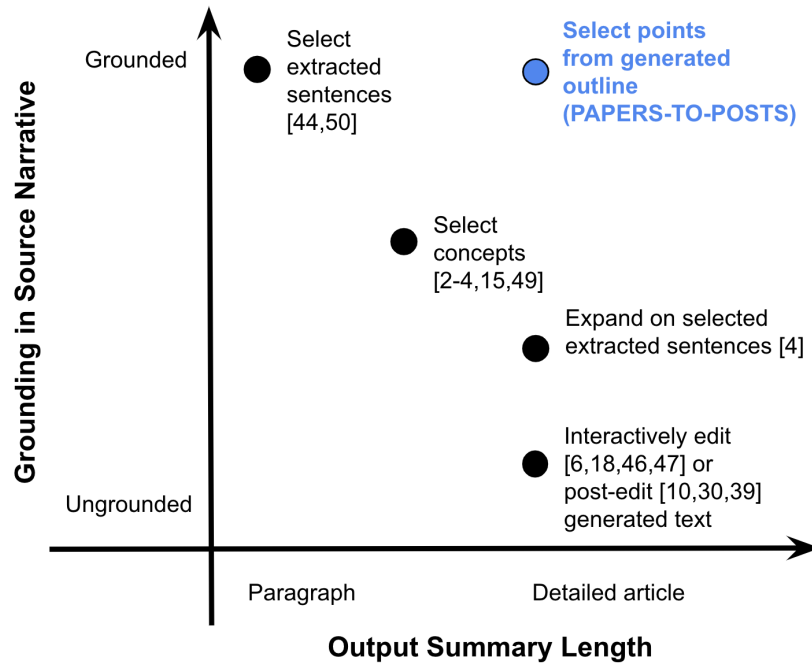 Grounding in Source Narrative
Grounded
Ungrounded
Select
extracted
sentences
[44,50]
Select points
from generated
outline
(PAPERS-TO-POSTS)
Select
concepts
[2-4,15,49]
Expand on selected
extracted sentences [4]
Interactively edit
[6,18,46,47] or
post-edit [10,30,39]
generated text
Paragraph
Detailed article
Output Summary Length